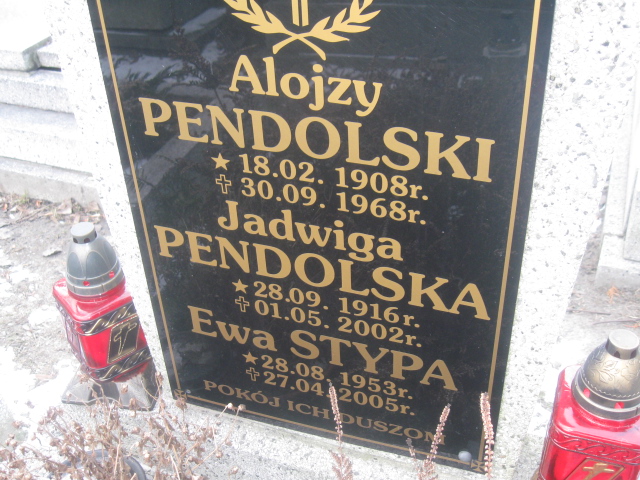 Alojzy
PENDOLSKI
★ 18.02. 1908r.
✝ 30.09. 1968r.
Jadwiga
PENDOLSKA
★ 28.09. 1916r.
✝ 01.05. 2002r.
Ewa STYPA
★ 28.08. 1953r.
✝ 27.04. 2005r.
POKÓJ ICH DUSZOM